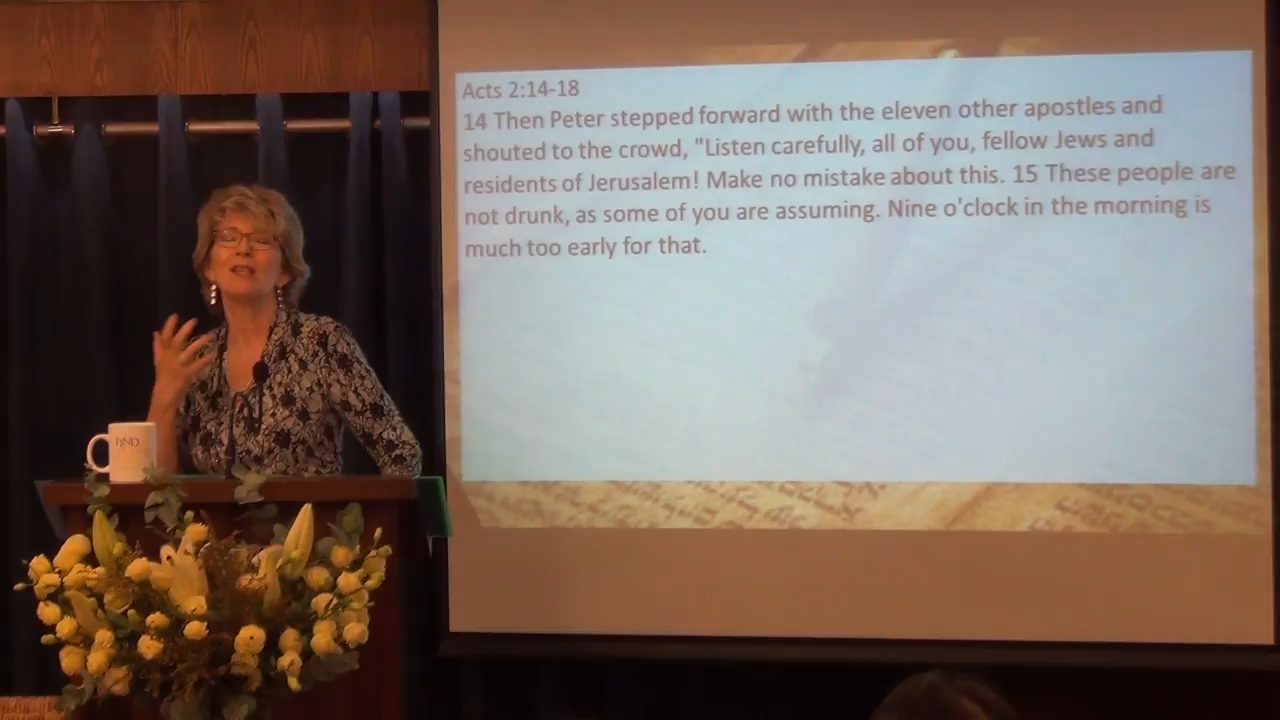 Acts 2:14-18
14 Then Peter stepped forward with the eleven other apostles and
shouted to the crowd, "Listen carefully, all of you, fellow Jews and
residents of Jerusalem! Make no mistake about this. 15 These people are
not drunk, as some of you are assuming. Nine o'clock in the morning is
much too early for that.
FIND